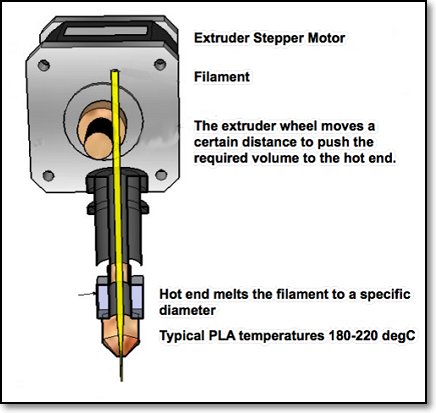 Extruder Stepper Motor
Filament
The extruder wheel moves a
certain distance to push the
required volume to the hot end.
Hot end melts the filament to a specific
diameter
Typical PLA temperatures 180-220 degC